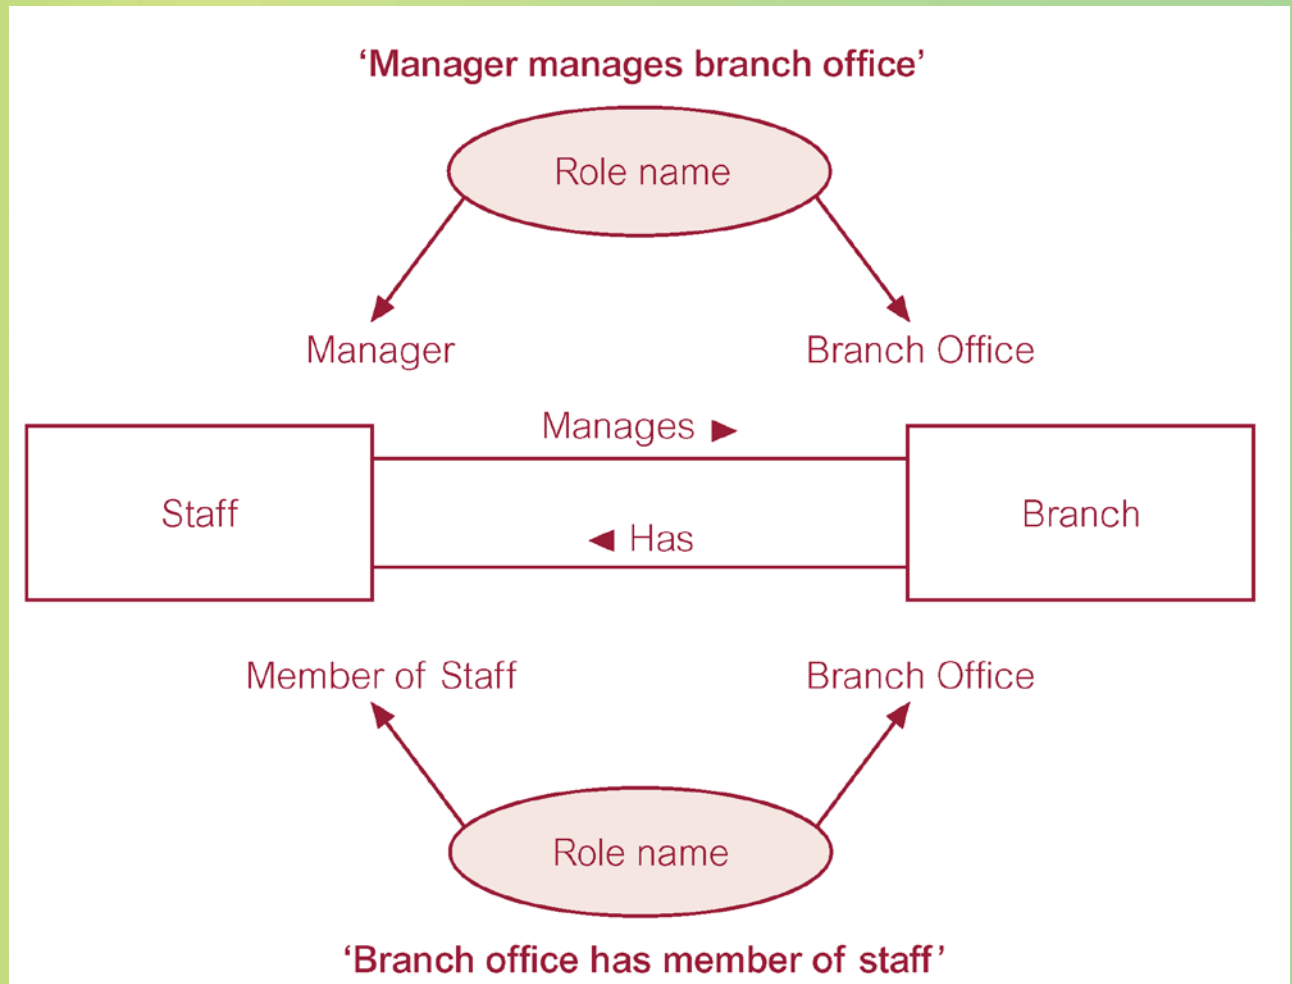 ‘Manager manages branch office’
Role name
Manager
Branch Office
Manages ▶
Staff
Branch
◀ Has
Member of Staff
Branch Office
Role name
‘Branch office has member of staff’